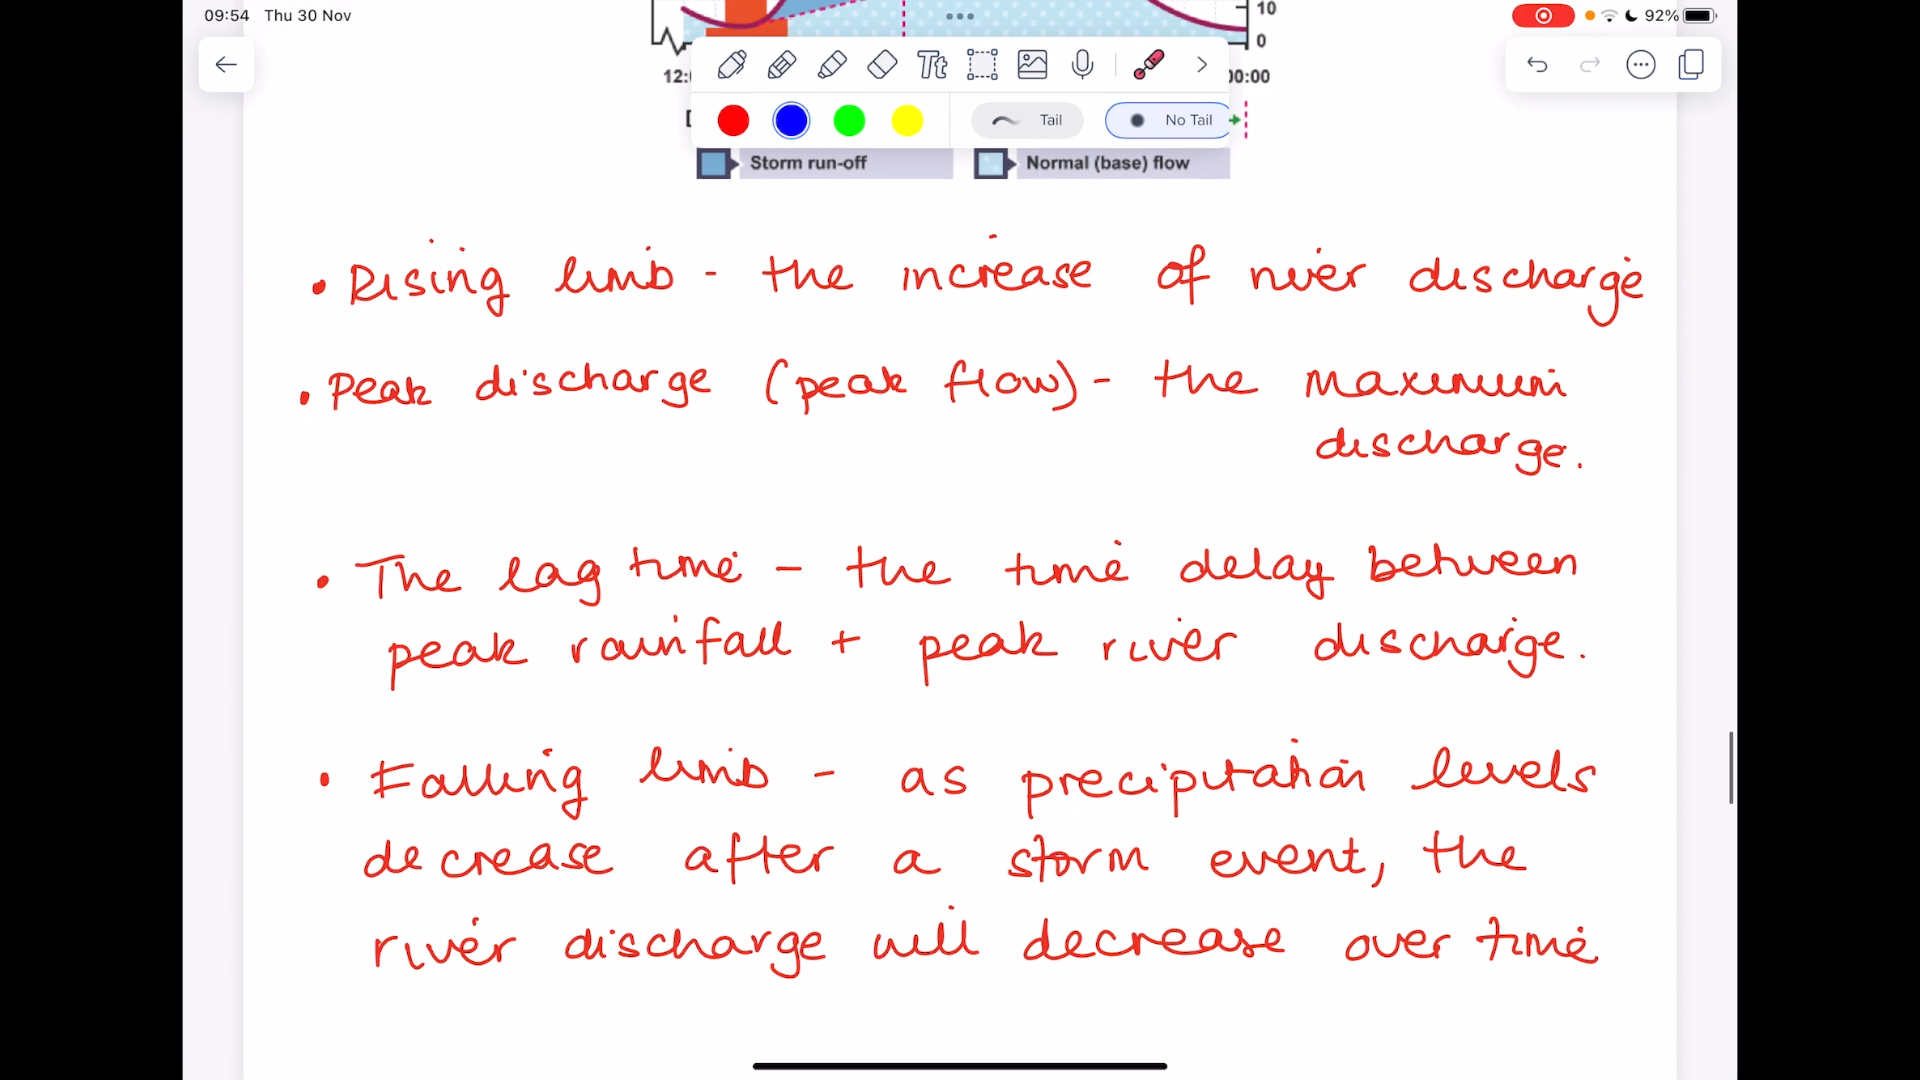 09:54 Thu 30 Nov
92%
10
0
12:
00:00
Tt
Tail
No Tail
Storm run-off
Normal (base) flow
• Rising limb - the increase of river discharge
• Peak discharge (peak flow) - the maximum
discharge.
• The lag time - the time delay between
peak rainfall + peak river discharge.
• Falling limb - as precipitation levels
decrease after a storm event, the
river discharge will decrease over time